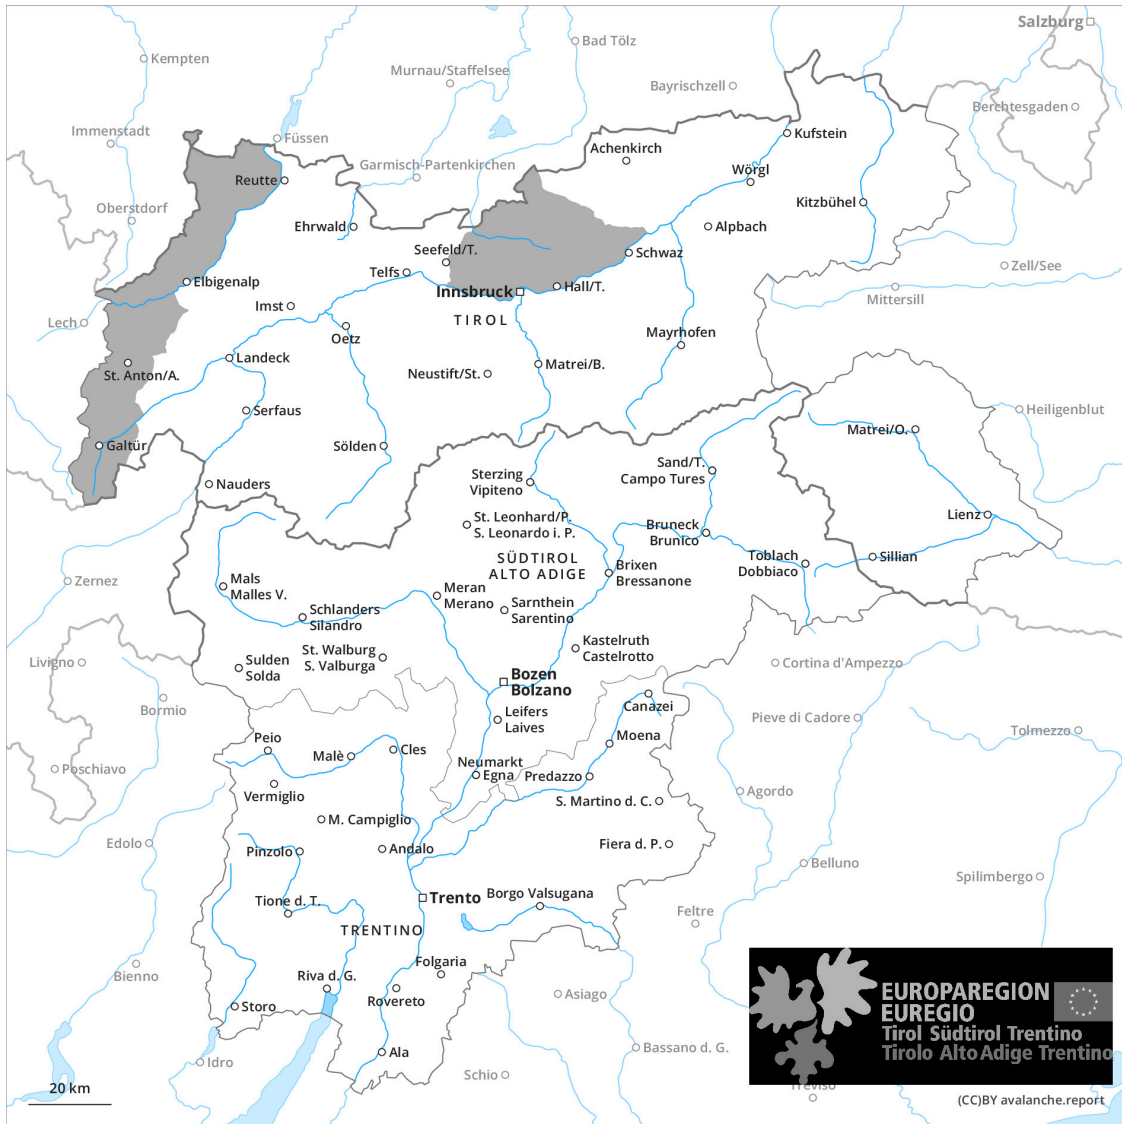 Salzburg
Bad Tölz
Kempten
Murnau/Staffelsee
Bayrischzell
Berchtesgaden
Immenstadt
Füssen
Kufstein
Achenkirch
Garmisch-Partenkirchen
Wörgl
Reutte
Kitzbühel
Oberstdorf
Ehrwald
Alpbach
Seefeld/T.
Schwaz
Telfs
Zell/See
Elbigenalp
Hall/T.
Innsbruck
Mittersill
Imst
Lech
TIROL
Oetz
Mayrhofen
Landeck
Matrei/B.
St. Anton/A.
Neustift/St.
Serfaus
Heiligenblut
Matrei/O.
Galtür
Sölden
Sand/T.
Campo Tures
Sterzing
Vipiteno
Nauders
St. Leonhard/P.
S. Leonardo i. P.
Lienz
Bruneck
Brunico
SÜDTIROL
ALTO ADIGE
Toblach
Dobbiaco
Sillian
Brixen
Bressanone
Zernez
Mals
Malles V.
Meran
Merano
Sarnthein
Sarentino
Schlanders
Silandro
Kastelruth
Castelrotto
St. Walburg
S. Valburga
Livigno
Sulden
Solda
Cortina d'Ampezzo
Bozen
Bolzano
Canazei
Bormio
Leifers
Laives
Pieve di Cadore
Tolmezzo
Moena
Peio
Malè
Cles
Neumarkt
Egna
Predazzo
Poschiavo
Vermiglio
Agordo
S. Martino d. C.
M. Campiglio
Edolo
Pinzolo
Andalo
Fiera d. P.
Belluno
Spilimbergo
Trento
Borgo Valsugana
Tione d. T.
Feltre
TRENTINO
Folgaria
Bienno
Riva d. G.
Rovereto
Asiago
Storo
EUROPAREGION
EUREGIO
Tirol Südtirol Trentino
Tirolo Alto Adige Trentino
Ala
Idro
Bassano d. G.
Schio
Treviso
20 km
(CC)BY avalanche.report